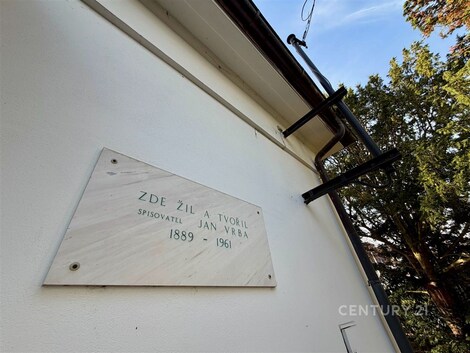 ZDE ŽIL A TVOŘIL
SPISOVATEL JAN VRBA
1889 - 1961
CENTURY 21